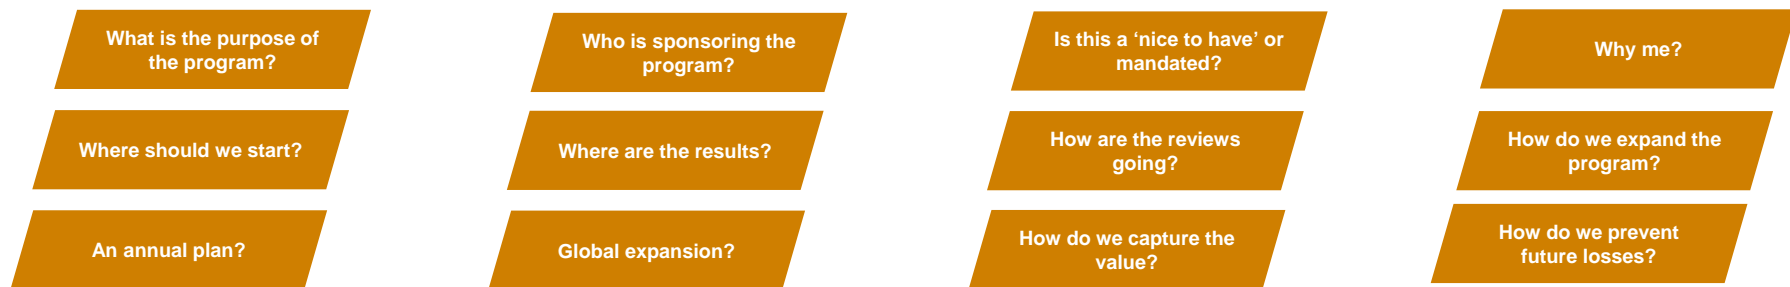 What is the purpose of
the program?
Who is sponsoring the
program?
Is this a ‘nice to have’ or
mandated?
Why me?
Where should we start?
Where are the results?
How are the reviews
going?
How do we expand the
program?
An annual plan?
Global expansion?
How do we capture the
value?
How do we prevent
future losses?